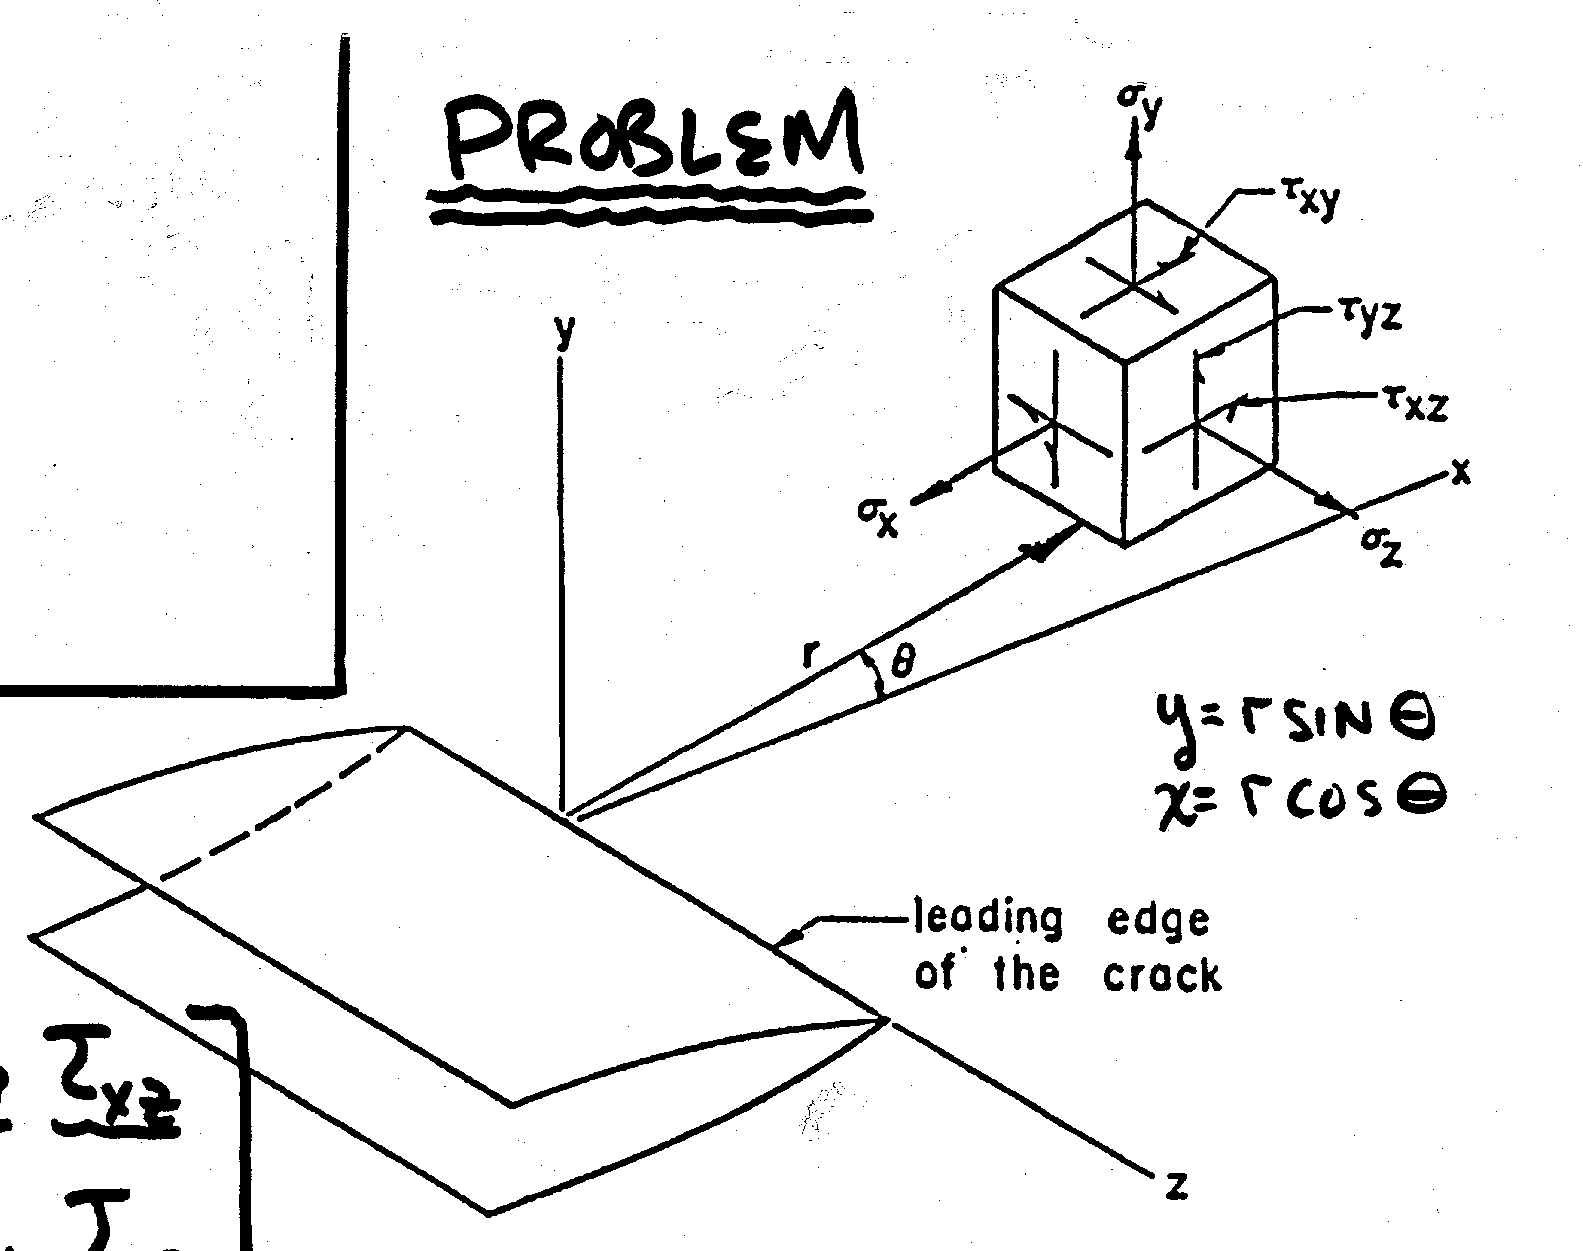 PROBLEM
σy
τxy
y
τyz
τxz
σx
x
σz
r
θ
y = r SIN θ
x = r COS θ
leading edge
of the crack
τxz
z